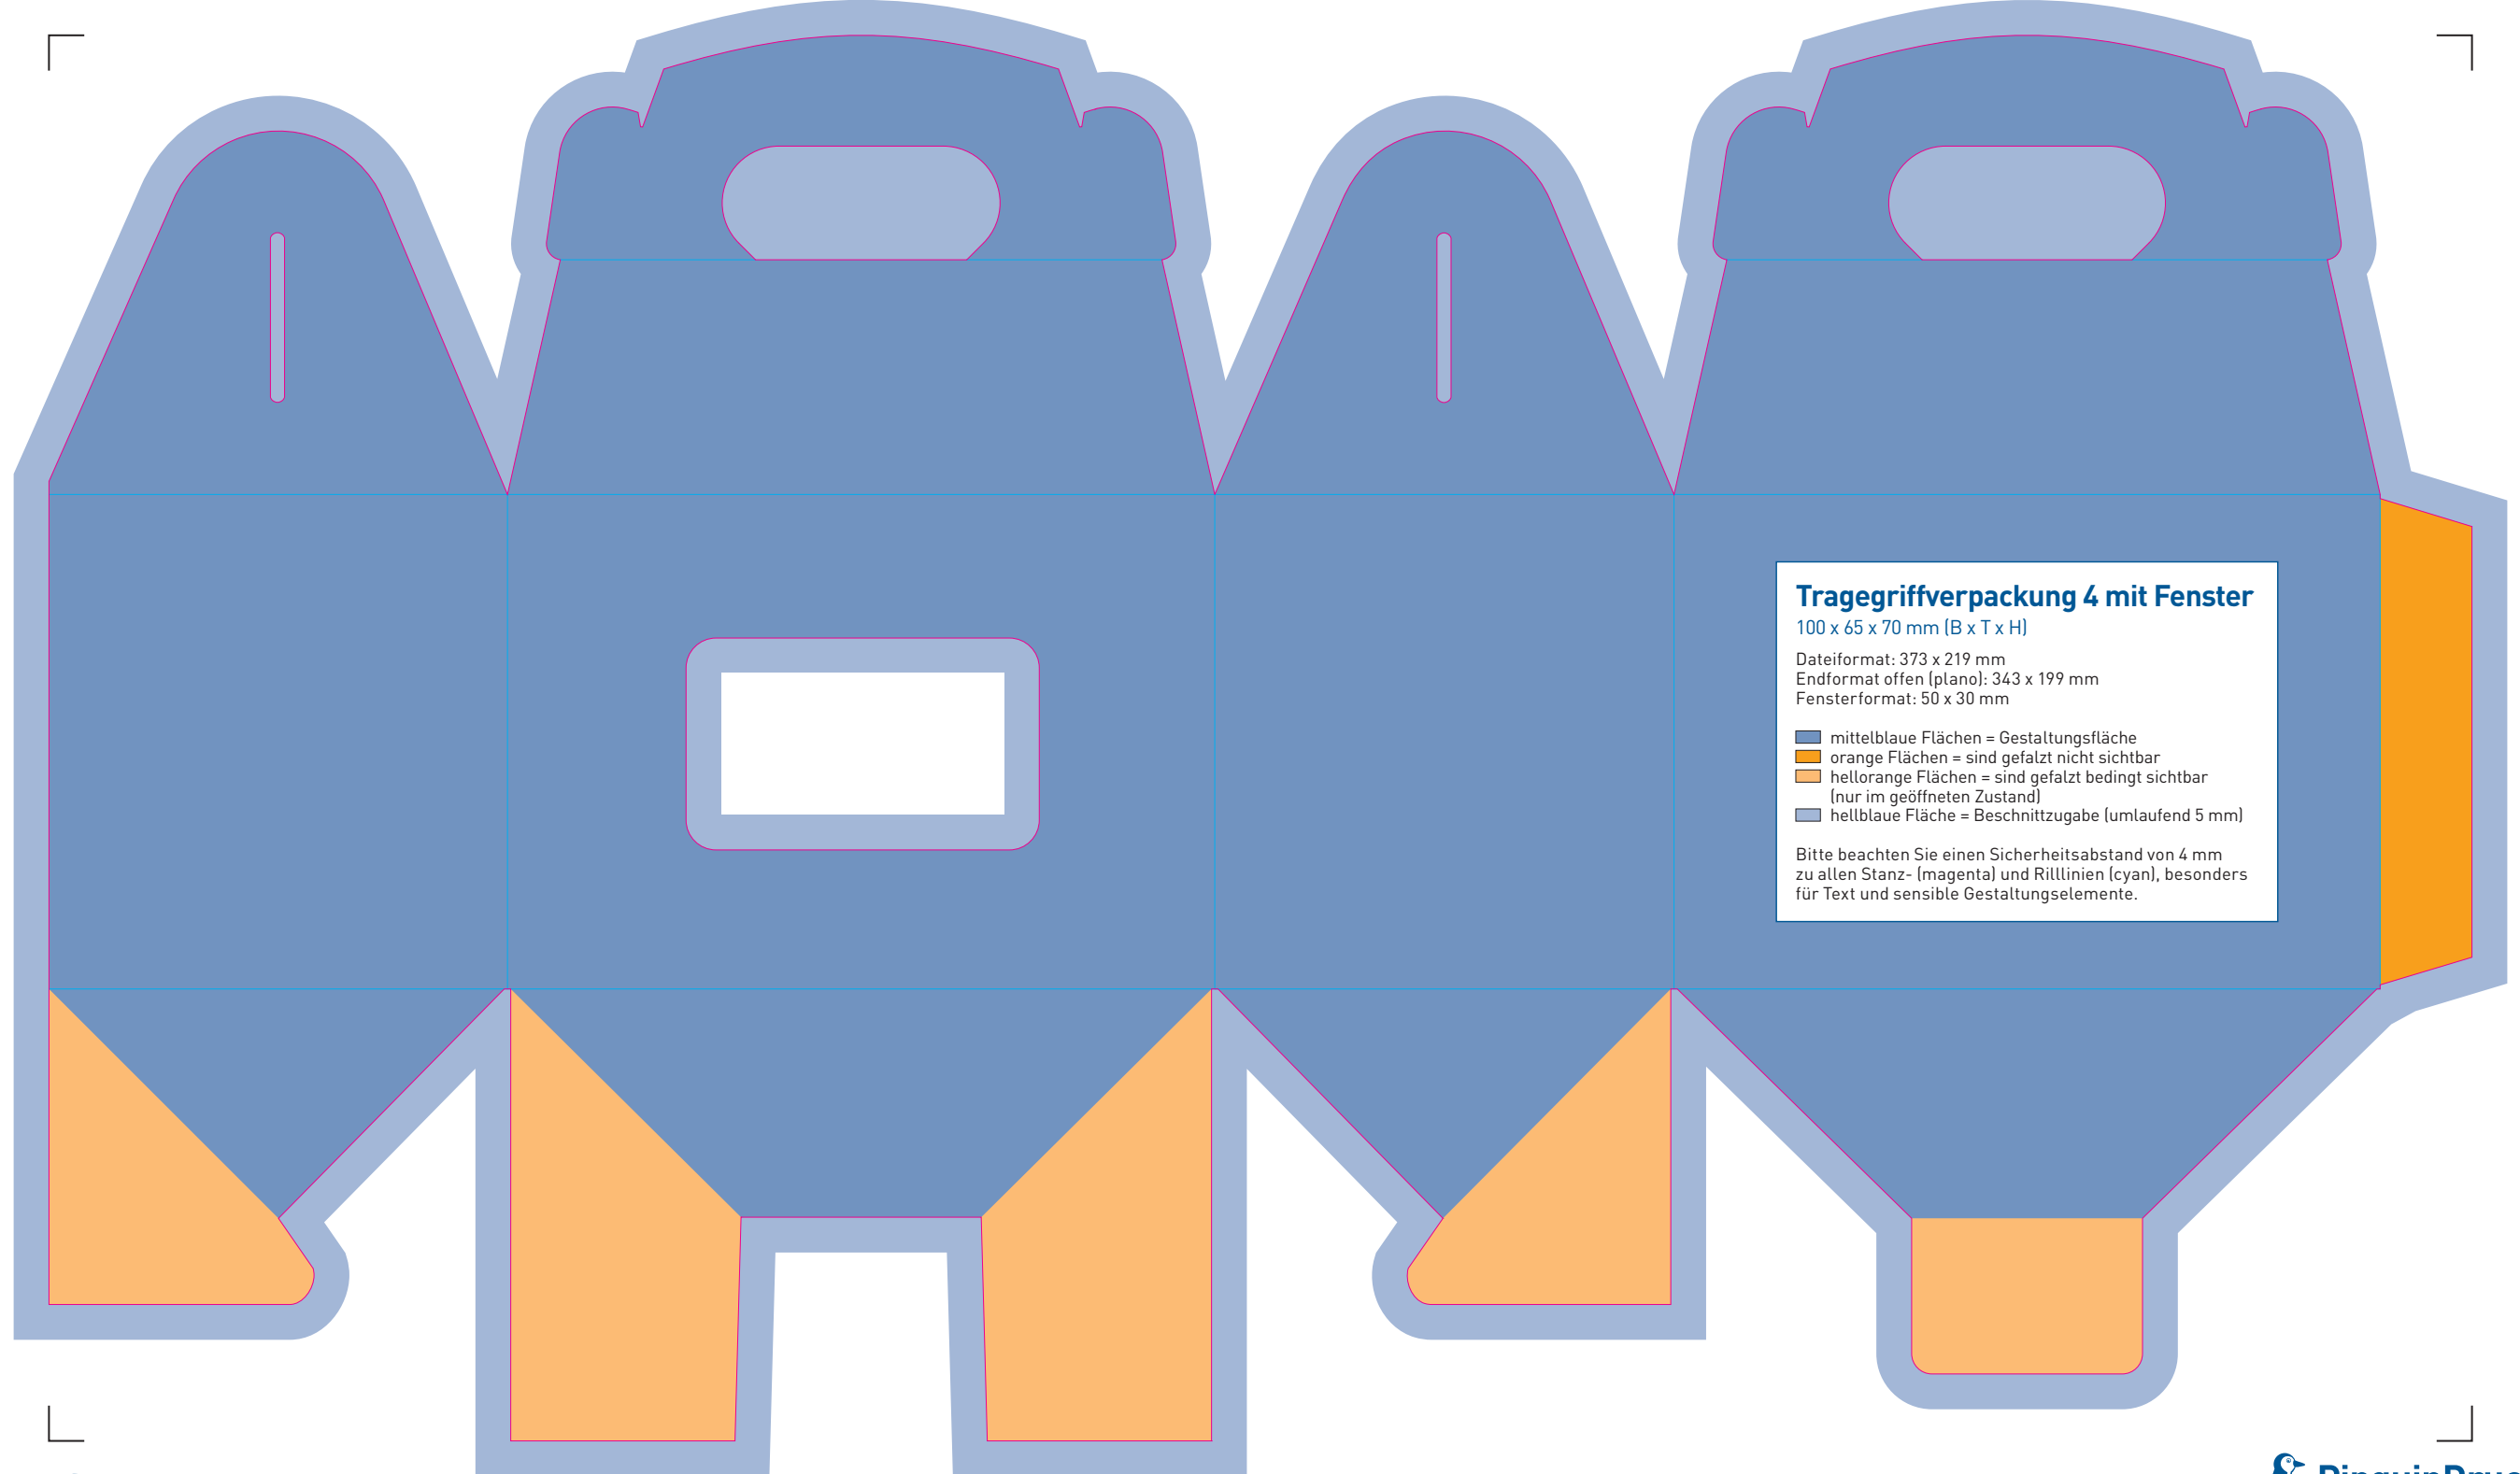 Tragegriffverpackung 4 mit Fenster
100 x 65 x 70 mm (B x T x H)
Dateiformat: 373 x 219 mm
Endformat offen (plano): 343 x 199 mm
Fensterformat: 50 x 30 mm
mittelblaue Flächen = Gestaltungsfläche
orange Flächen = sind gefalzt nicht sichtbar
hellorange Flächen = sind gefalzt bedingt sichtbar
(nur im geöffneten Zustand)
hellblaue Fläche = Beschnittzugabe (umlaufend 5 mm)
Bitte beachten Sie einen Sicherheitsabstand von 4 mm
zu allen Stanz- (magenta) und Rilllinien (cyan), besonders
für Text und sensible Gestaltungselemente.